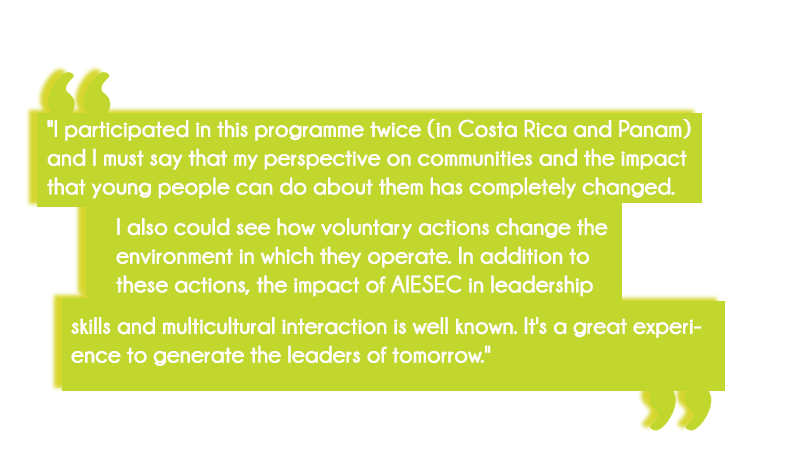 "I participated in this programme twice (in Costa Rica and Panam)
and I must say that my perspective on communities and the impact
that young people can do about them has completely changed.
I also could see how voluntary actions change the
environment in which they operate. In addition to
these actions, the impact of AIESEC in leadership
skills and multicultural interaction is well known. It's a great experi-
ence to generate the leaders of tomorrow."